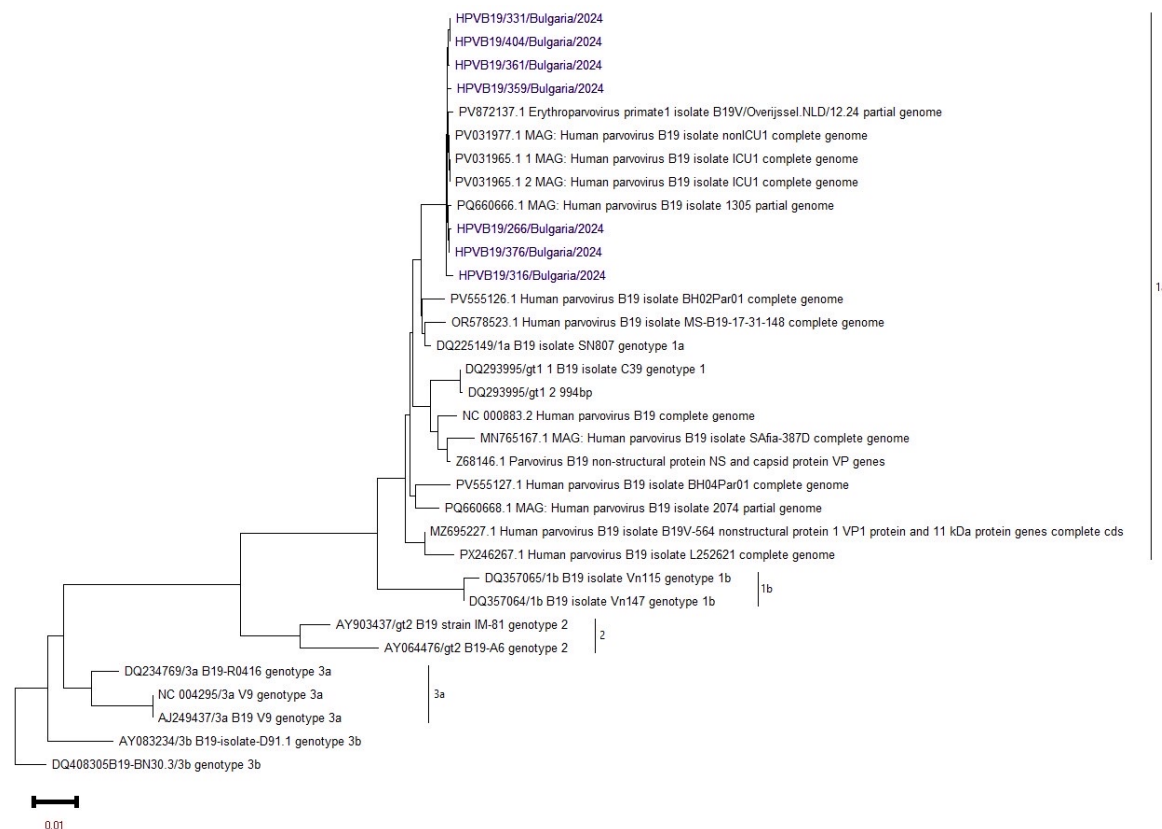 HPVB19/331/Bulgaria/2024
HPVB19/404/Bulgaria/2024
HPVB19/361/Bulgaria/2024
HPVB19/359/Bulgaria/2024
PV872137.1 Erythroparvovirus primate1 isolate B19V/Overijssel.NLD/12.24 partial genome
PV031977.1 MAG: Human parvovirus B19 isolate nonICU1 complete genome
PV031965.1 1 MAG: Human parvovirus B19 isolate ICU1 complete genome
PV031965.1 2 MAG: Human parvovirus B19 isolate ICU1 complete genome
PQ660666.1 MAG: Human parvovirus B19 isolate 1305 partial genome
HPVB19/266/Bulgaria/2024
HPVB19/376/Bulgaria/2024
HPVB19/316/Bulgaria/2024
PV555126.1 Human parvovirus B19 isolate BH02Par01 complete genome
OR578523.1 Human parvovirus B19 isolate MS-B19-17-31-148 complete genome
DQ225149/1a B19 isolate SN807 genotype 1a
DQ293995/gt1 1 B19 isolate C39 genotype 1
DQ293995/gt1 2 994bp
NC 000883.2 Human parvovirus B19 complete genome
MN765167.1 MAG: Human parvovirus B19 isolate SAfia-387D complete genome
Z68146.1 Parvovirus B19 non-structural protein NS and capsid protein VP genes
PV555127.1 Human parvovirus B19 isolate BH04Par01 complete genome
PQ660668.1 MAG: Human parvovirus B19 isolate 2074 partial genome
MZ695227.1 Human parvovirus B19 isolate B19V-564 nonstructural protein 1 VP1 protein and 11 kDa protein genes complete cds
PX246267.1 Human parvovirus B19 isolate L252621 complete genome
DQ357065/1b B19 isolate Vn115 genotype 1b
1b
DQ357064/1b B19 isolate Vn147 genotype 1b
AY903437/gt2 B19 strain IM-81 genotype 2
2
AY064476/gt2 B19-A6 genotype 2
DQ234769/3a B19-R0416 genotype 3a
NC 004295/3a V9 genotype 3a
3a
AJ249437/3a B19 V9 genotype 3a
AY083234/3b B19-isolate-D91.1 genotype 3b
DQ408305B19-BN30.3/3b genotype 3b
0.01